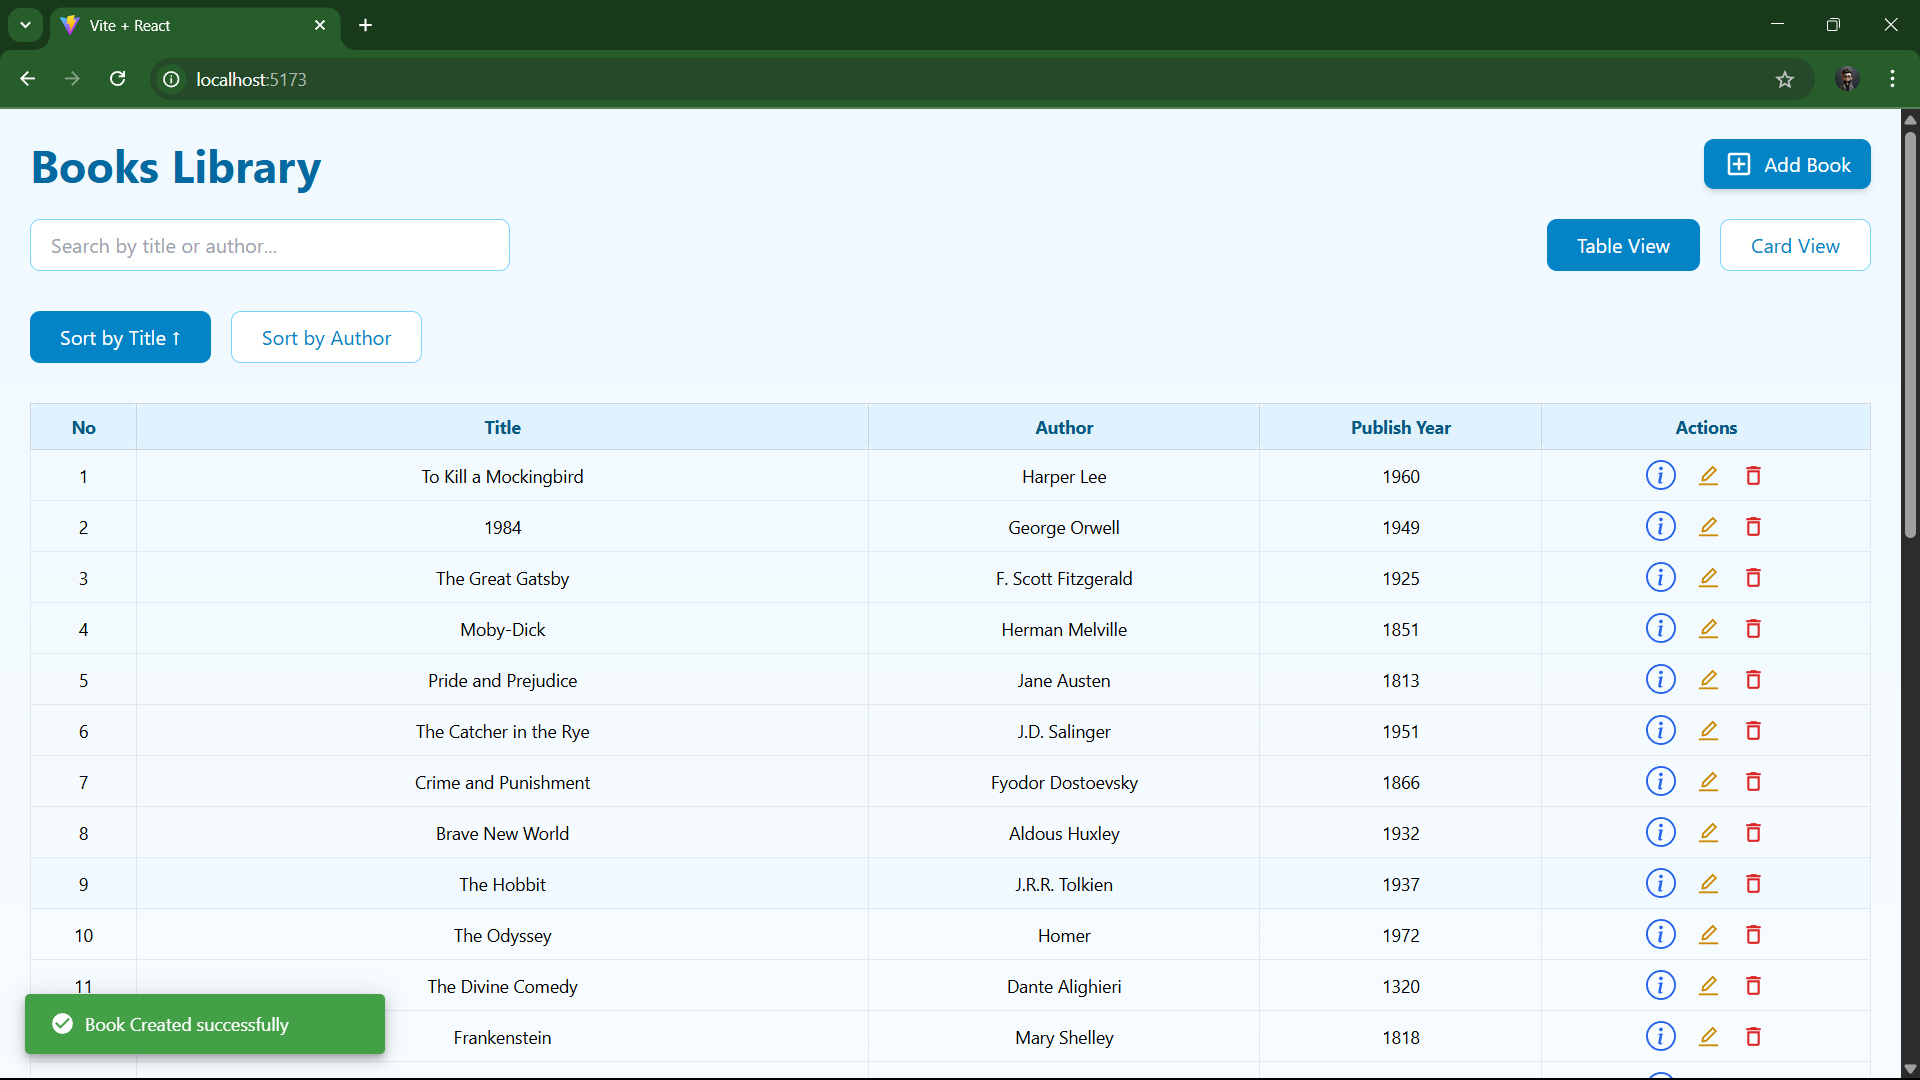 Vite + React
localhost:5173
Books Library
Add Book
Search by title or author...
Table View Card View
Sort by Title ↑ Sort by Author
No Title Author Publish Year Actions
1 To Kill a Mockingbird Harper Lee 1960
2 1984 George Orwell 1949
3 The Great Gatsby F. Scott Fitzgerald 1925
4 Moby-Dick Herman Melville 1851
5 Pride and Prejudice Jane Austen 1813
6 The Catcher in the Rye J.D. Salinger 1951
7 Crime and Punishment Fyodor Dostoevsky 1866
8 Brave New World Aldous Huxley 1932
9 The Hobbit J.R.R. Tolkien 1937
10 The Odyssey Homer 1972
11 The Divine Comedy Dante Alighieri 1320
Frankenstein Mary Shelley 1818
Book Created successfully